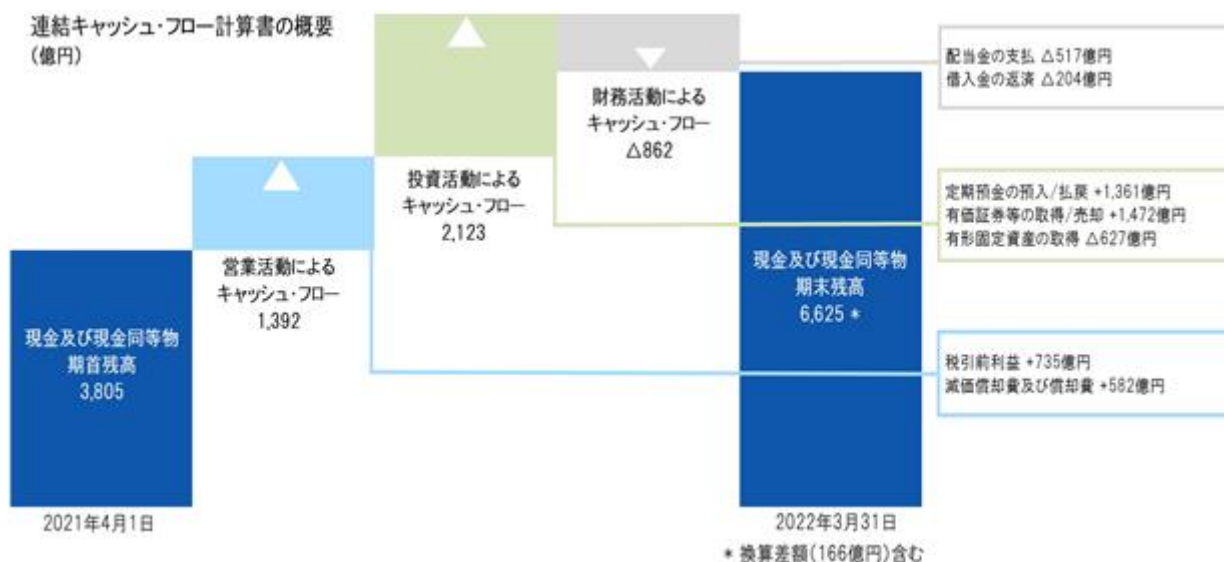 連結キャッシュ・フロー計算書の概要
(億円)
現金及び現金同等物
期首残高
3,805
2021年4月1日
営業活動による
キャッシュ・フロー
1,392
投資活動による
キャッシュ・フロー
2,123
財務活動による
キャッシュ・フロー
△862
現金及び現金同等物
期末残高
6,625 *
2022年3月31日
* 換算差額(166億円)含む
配当金の支払 △517億円
借入金の返済 △204億円
定期預金の預入/払戻 +1,361億円
有価証券等の取得/売却 +1,472億円
有形固定資産の取得 △627億円
税引前利益 +735億円
減価償却費及び償却費 +582億円